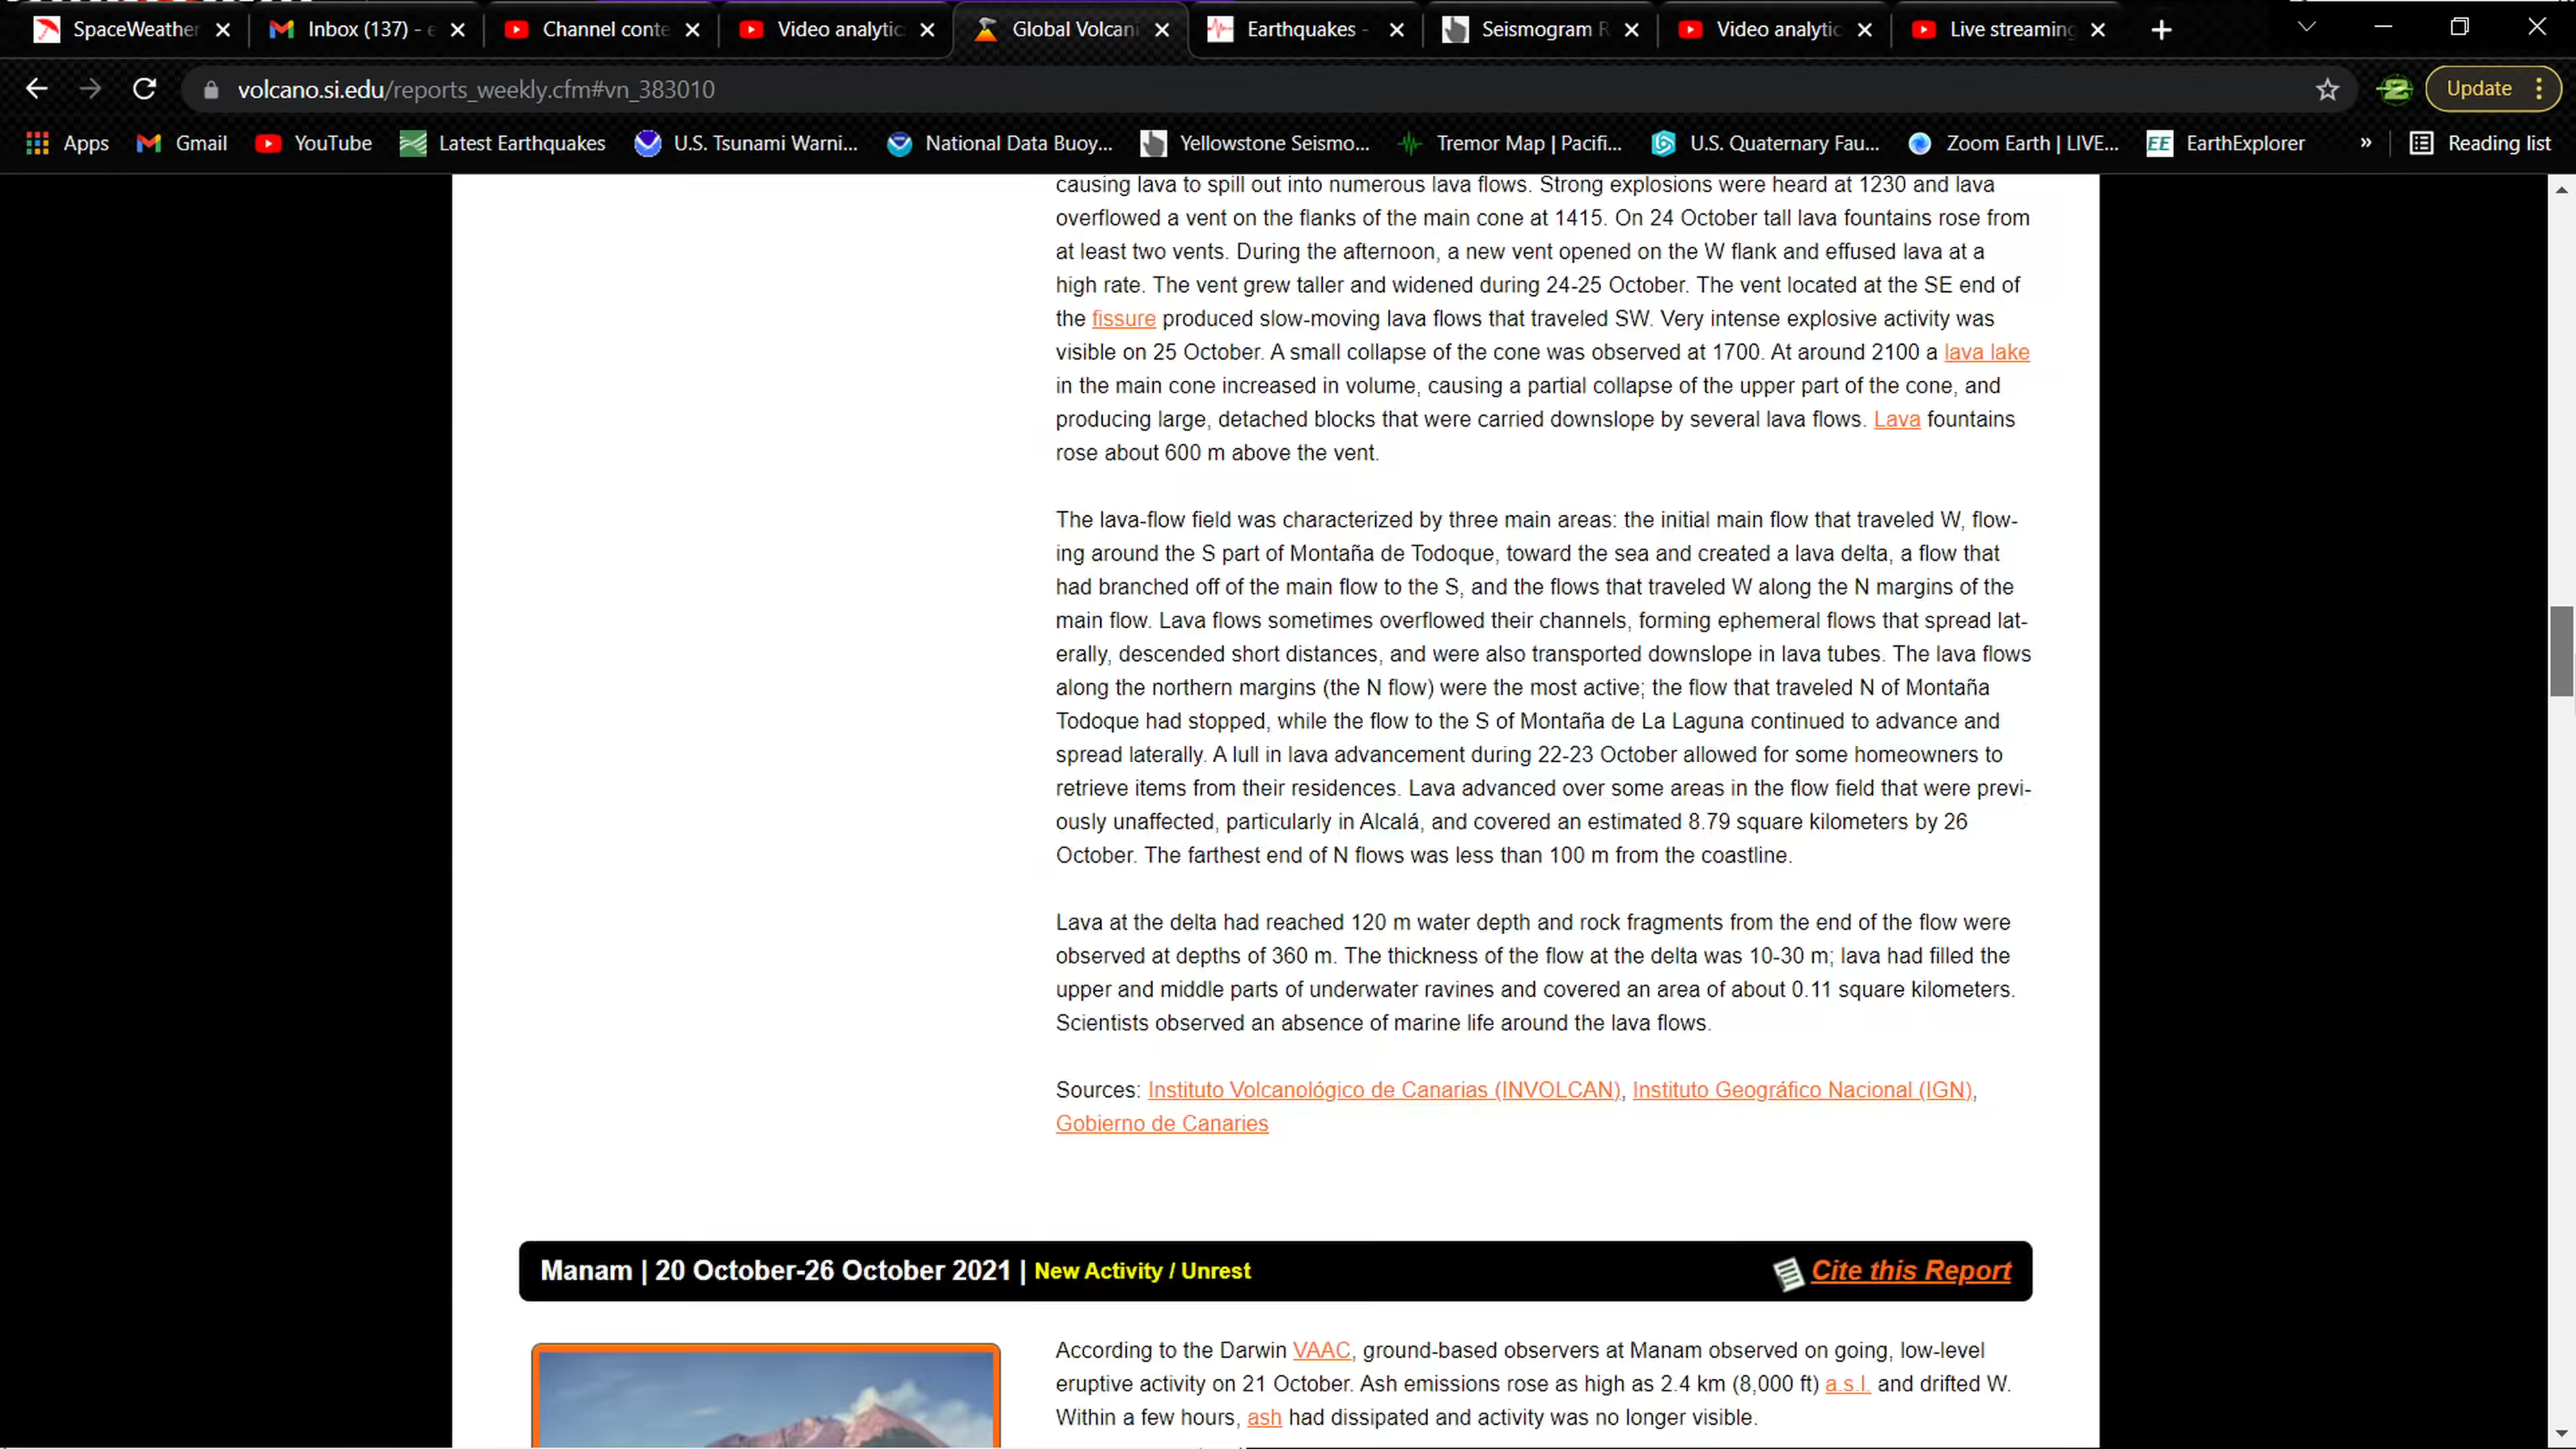 SpaceWeather
Inbox (137) - e
Channel conte
Video analytic
Global Volcani
Earthquakes -
Seismogram R
Video analytic
Live streaming
volcano.si.edu/reports_weekly.cfm#vn_383010
Update
Apps
Gmail
YouTube
Latest Earthquakes
U.S. Tsunami Warni...
National Data Buoy...
Yellowstone Seismo...
Tremor Map | Pacifi...
U.S. Quaternary Fau...
Zoom Earth | LIVE...
EE EarthExplorer
»
Reading list
causing lava to spill out into numerous lava flows. Strong explosions were heard at 1230 and lava
overflowed a vent on the flanks of the main cone at 1415. On 24 October tall lava fountains rose from
at least two vents. During the afternoon, a new vent opened on the W flank and effused lava at a
high rate. The vent grew taller and widened during 24-25 October. The vent located at the SE end of
the fissure produced slow-moving lava flows that traveled SW. Very intense explosive activity was
visible on 25 October. A small collapse of the cone was observed at 1700. At around 2100 a lava lake
in the main cone increased in volume, causing a partial collapse of the upper part of the cone, and
producing large, detached blocks that were carried downslope by several lava flows. Lava fountains
rose about 600 m above the vent.
The lava-flow field was characterized by three main areas: the initial main flow that traveled W, flow-
ing around the S part of Montaña de Todoque, toward the sea and created a lava delta, a flow that
had branched off of the main flow to the S, and the flows that traveled W along the N margins of the
main flow. Lava flows sometimes overflowed their channels, forming ephemeral flows that spread lat-
erally, descended short distances, and were also transported downslope in lava tubes. The lava flows
along the northern margins (the N flow) were the most active; the flow that traveled N of Montaña
Todoque had stopped, while the flow to the S of Montaña de La Laguna continued to advance and
spread laterally. A lull in lava advancement during 22-23 October allowed for some homeowners to
retrieve items from their residences. Lava advanced over some areas in the flow field that were previ-
ously unaffected, particularly in Alcalá, and covered an estimated 8.79 square kilometers by 26
October. The farthest end of N flows was less than 100 m from the coastline.
Lava at the delta had reached 120 m water depth and rock fragments from the end of the flow were
observed at depths of 360 m. The thickness of the flow at the delta was 10-30 m; lava had filled the
upper and middle parts of underwater ravines and covered an area of about 0.11 square kilometers.
Scientists observed an absence of marine life around the lava flows.
Sources: Instituto Volcanológico de Canarias (INVOLCAN), Instituto Geográfico Nacional (IGN),
Gobierno de Canaries
Manam | 20 October-26 October 2021 | New Activity / Unrest
Cite this Report
According to the Darwin VAAC, ground-based observers at Manam observed on going, low-level
eruptive activity on 21 October. Ash emissions rose as high as 2.4 km (8,000 ft) a.s.l. and drifted W.
Within a few hours, ash had dissipated and activity was no longer visible.